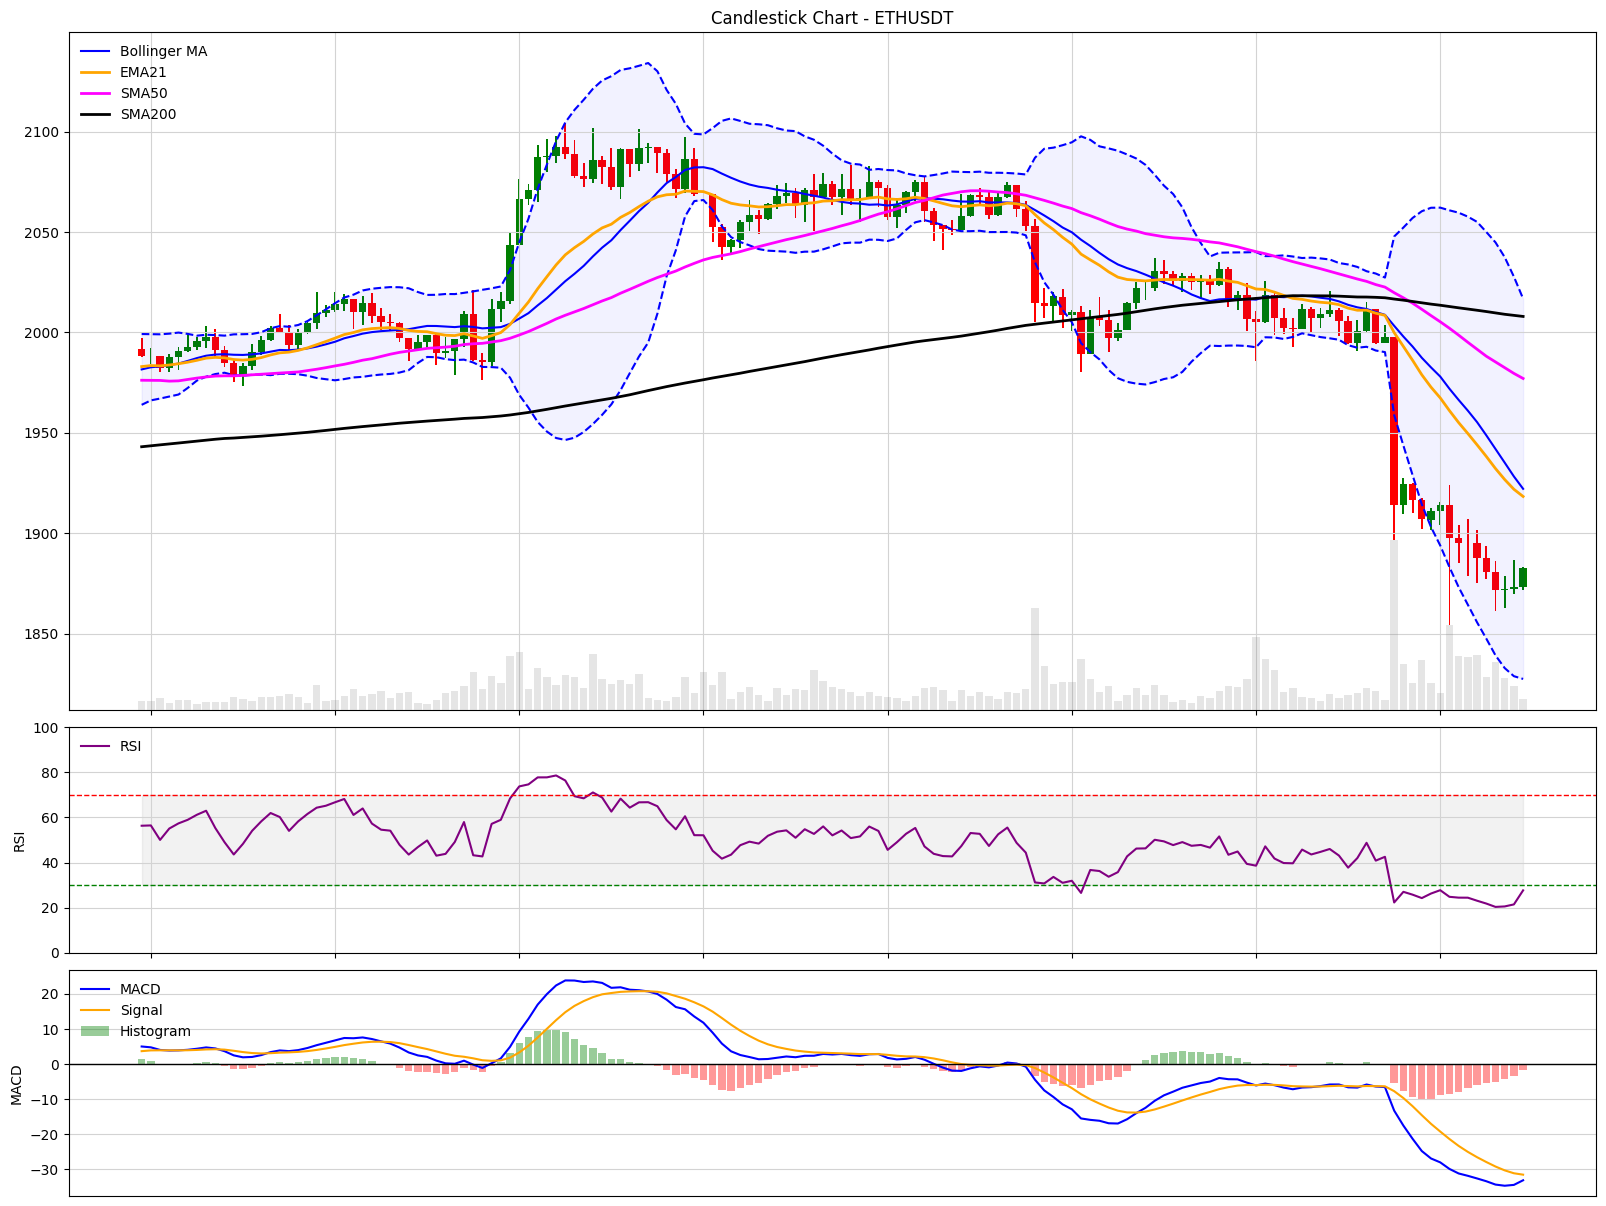 Candlestick Chart - ETHUSDT
Bollinger MA
EMA21
SMA50
SMA200
2100
2050
2000
1950
1900
1850
RSI
100
80
60
40
20
0
RSI
MACD
Signal
Histogram
20
10
0
−10
−20
−30
MACD